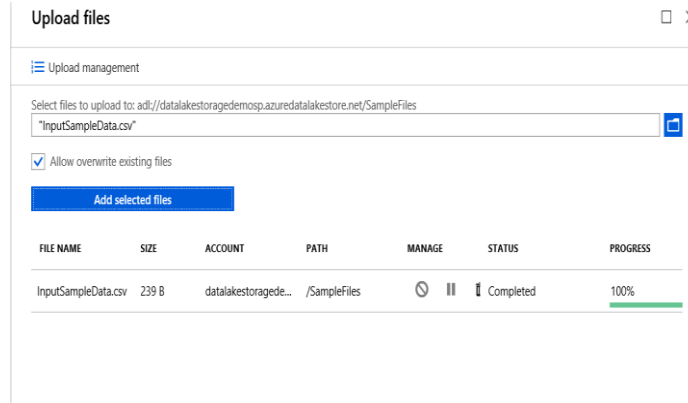 Upload files
Upload management
Select files to upload to: adl://datalakestoragedemosp.azuredatalakestore.net/SampleFiles
"InputSampleData.csv"
Allow overwrite existing files
Add selected files
FILE NAME SIZE ACCOUNT PATH MANAGE STATUS PROGRESS
InputSampleData.csv 239 B datalakestoragede... /SampleFiles Completed 100%